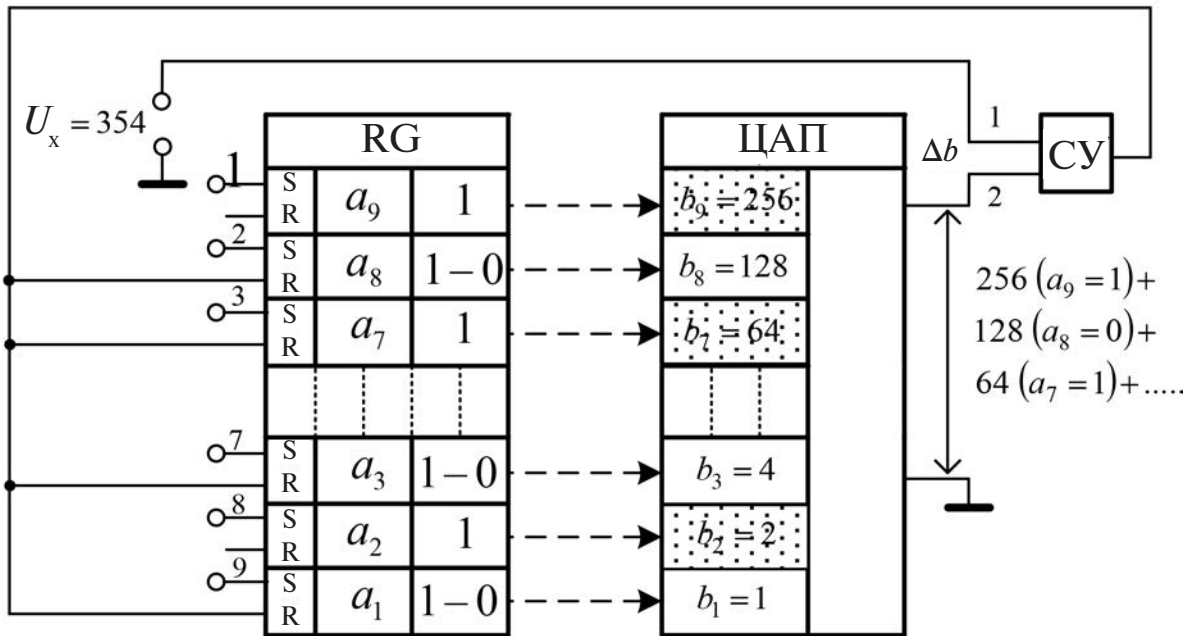 U_x = 354
RG
ЦАП
Δb
1
2
СУ
1 S R a_9 1
b_9 = 256
2 S R a_8 1 – 0
b_8 = 128
3 S R a_7 1
b_7 = 64
256 (a_9 = 1) +
128 (a_8 = 0) +
64 (a_7 = 1) + .....
7 S R a_3 1 – 0
b_3 = 4
8 S R a_2 1
b_2 = 2
9 S R a_1 1 – 0
b_1 = 1